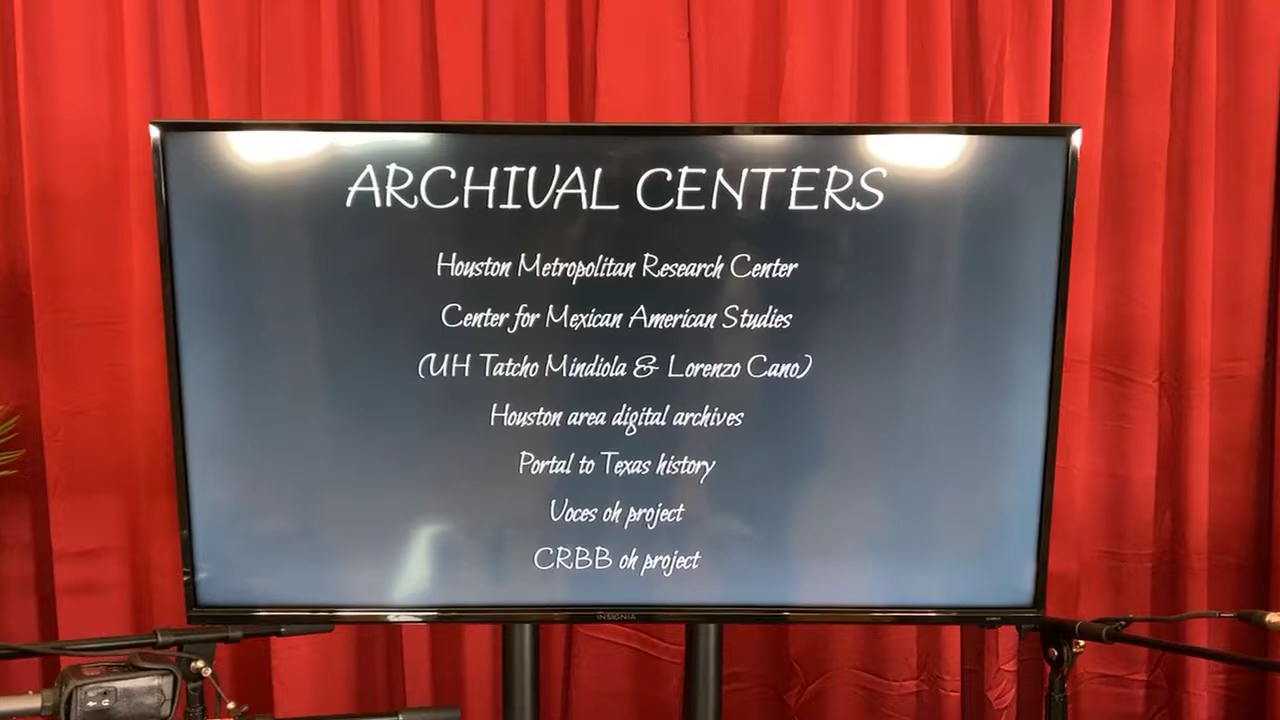 ARCHIVAL CENTERS
Houston Metropolitan Research Center
Center for Mexican American Studies
(UH Tatcho Mindiola & Lorenzo Cano)
Houston area digital archives
Portal to Texas history
Voces oh project
CRBB oh project
INSIGNIA